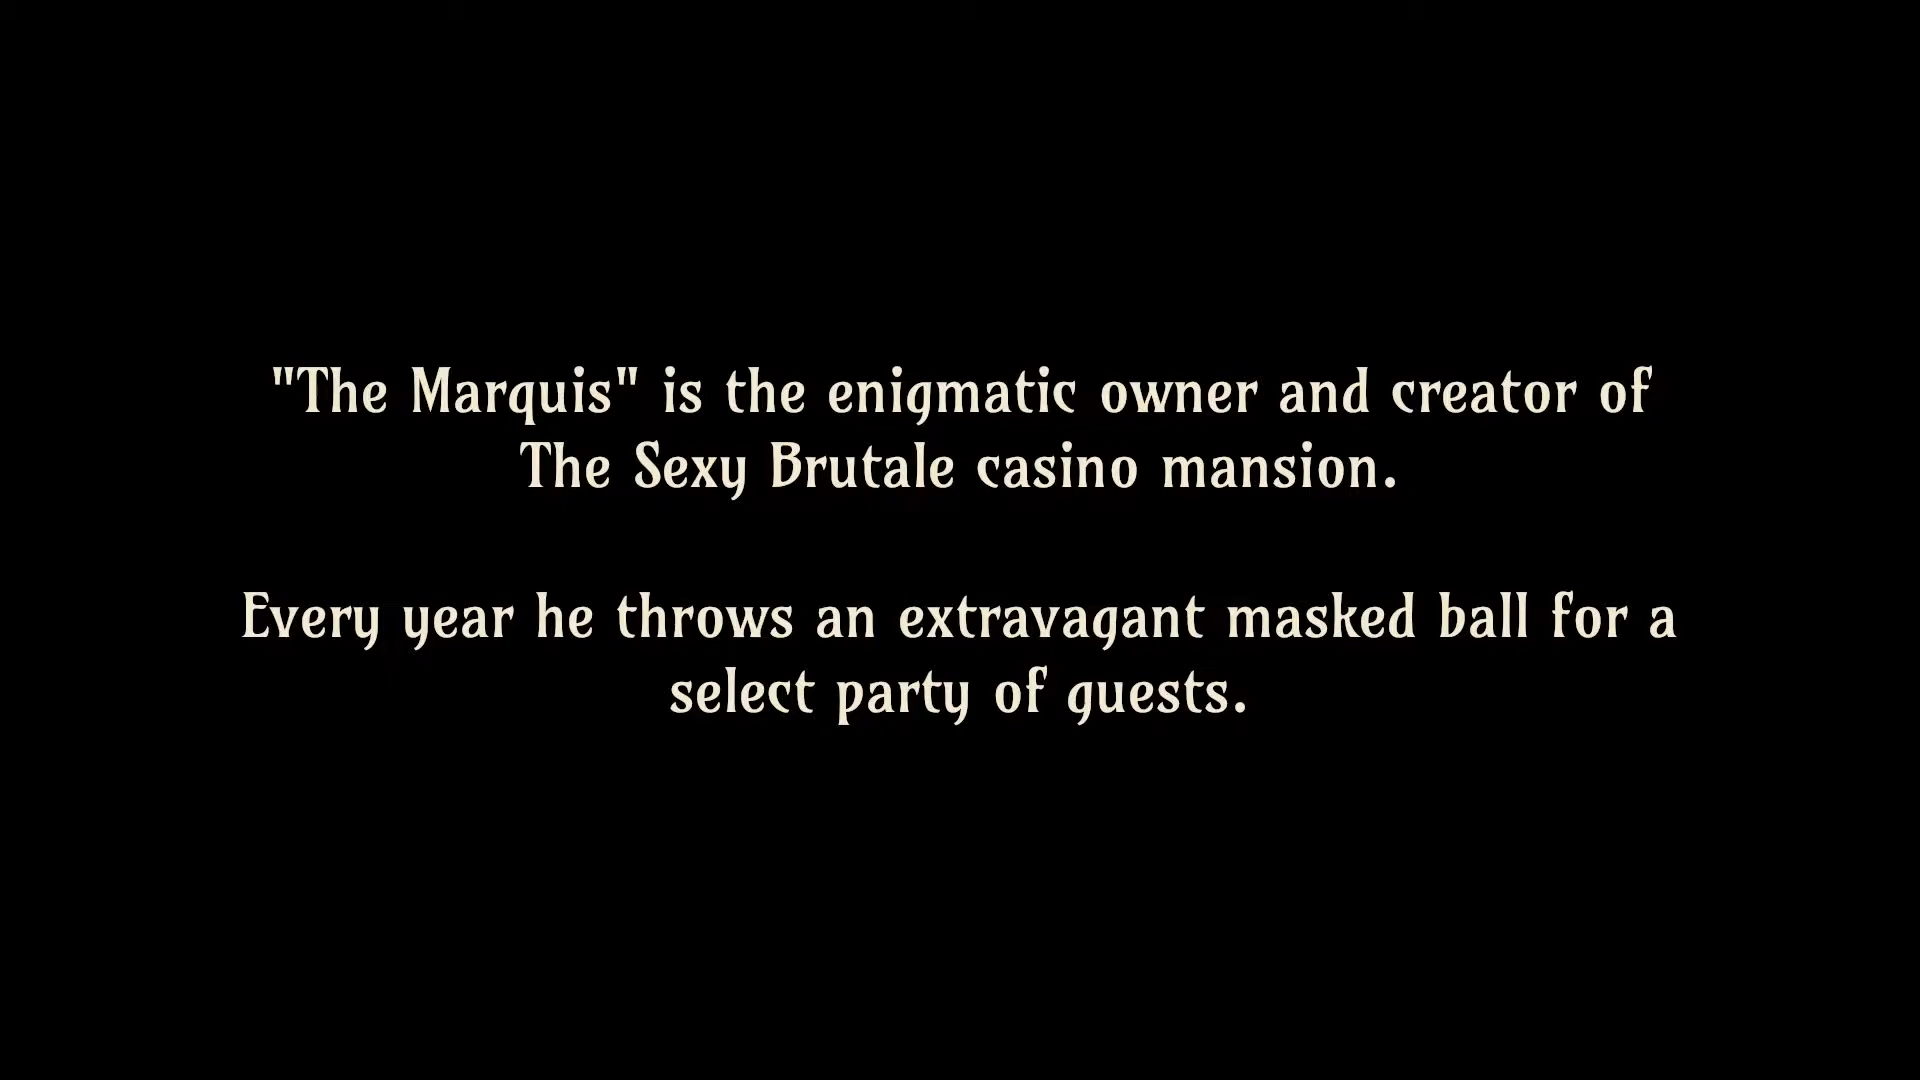 "The Marquis" is the enigmatic owner and creator of
The Sexy Brutale casino mansion.
Every year he throws an extravagant masked ball for a
select party of guests.